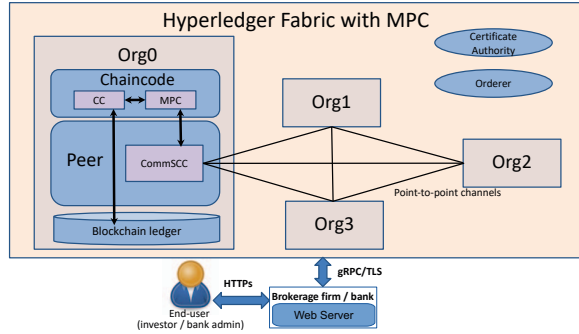 Hyperledger Fabric with MPC
Org0
Chaincode
CC
MPC
Peer
CommSCC
Blockchain ledger
Org1
Org2
Org3
Certificate
Authority
Orderer
Point-to-point channels
gRPC/TLS
HTTPs
End-user
(investor / bank admin)
Brokerage firm / bank
Web Server